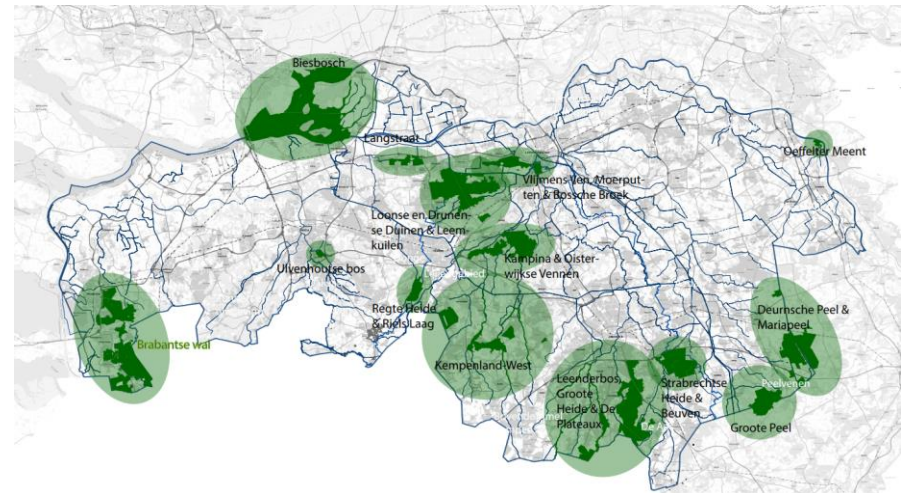 Biesbosch
Langstraat
Oeffelter Meent
Vlijmens Ven, Moerput-
ten & Bossche Broek
Loonse en Drunen-
se Duinen & Leem-
kuilen
Ulvenhoutse bos
Kampina & Oister-
wijkse Vennen
Regte Heide
& Riels Laag
Deurnsche Peel &
Mariapeel
Brabantse wal
Kempenland-West
Leenderbos,
Groote
Heide & De
Plateaux
Strabrechtse
Heide &
Beuven
Peelvenen
Groote Peel